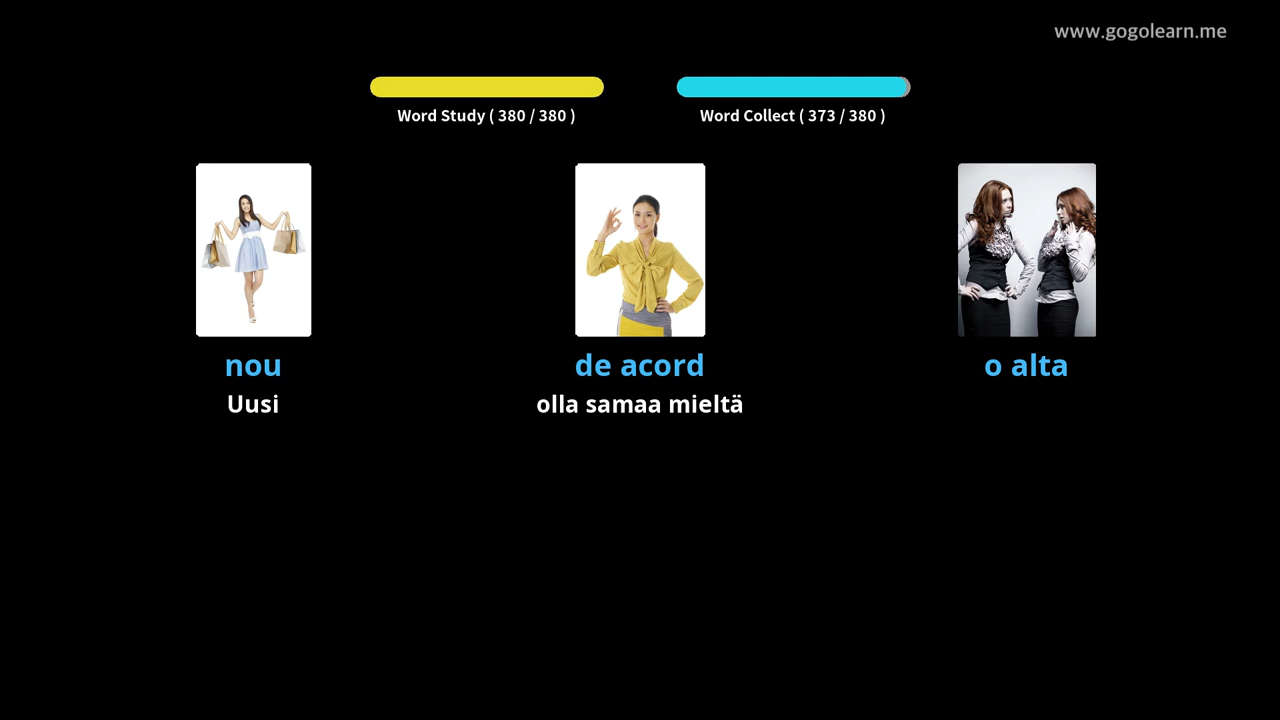 www.gogolearn.me
Word Study ( 380 / 380 )
Word Collect ( 373 / 380 )
nou
de acord
o alta
Uusi
olla samaa mieltä